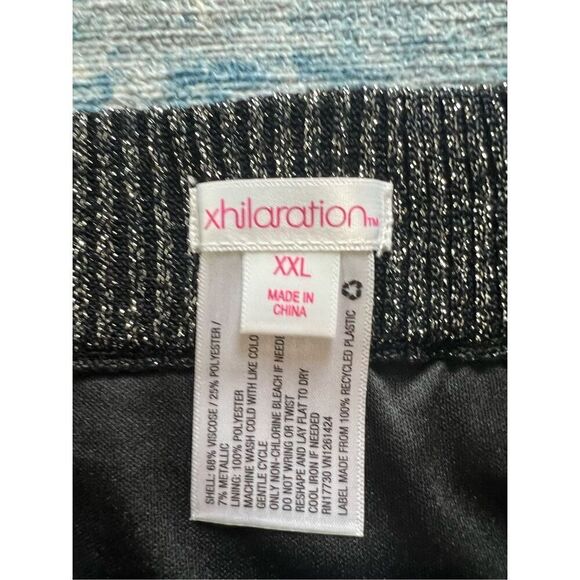 xhilaration™
XXL
MADE IN
CHINA
SHELL: 68% VISCOSE / 25% POLYESTER /
7% METALLIC
LINING: 100% POLYESTER
MACHINE WASH COLD WITH LIKE COLO
GENTLE CYCLE
ONLY NON-CHLORINE BLEACH IF NEEDE
DO NOT WRING OR TWIST
RESHAPE AND LAY FLAT TO DRY
COOL IRON IF NEEDED
RN17730 VN1261424
LABEL MADE FROM 100% RECYCLED PLASTIC